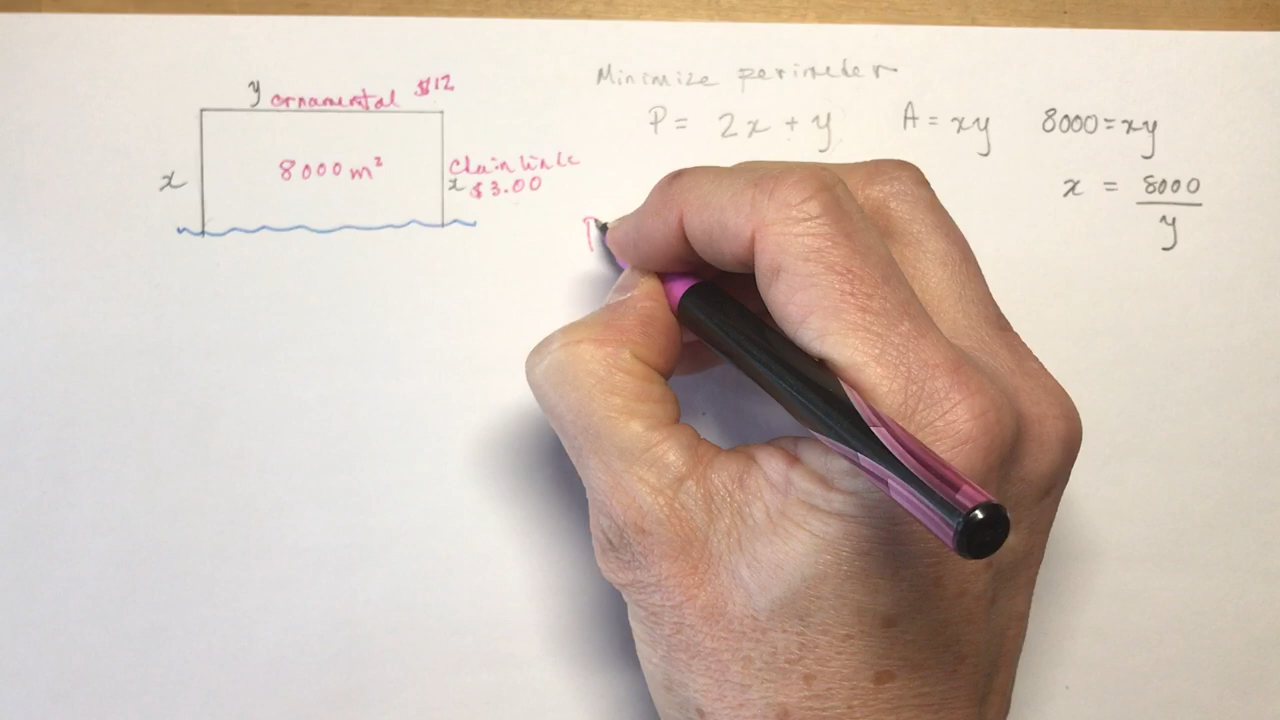 Minimize perimeter
y ornamental $12
P = 2x + y A = xy 8000 = xy
8000 m² chain link
x x $3.00 x = 8000
y